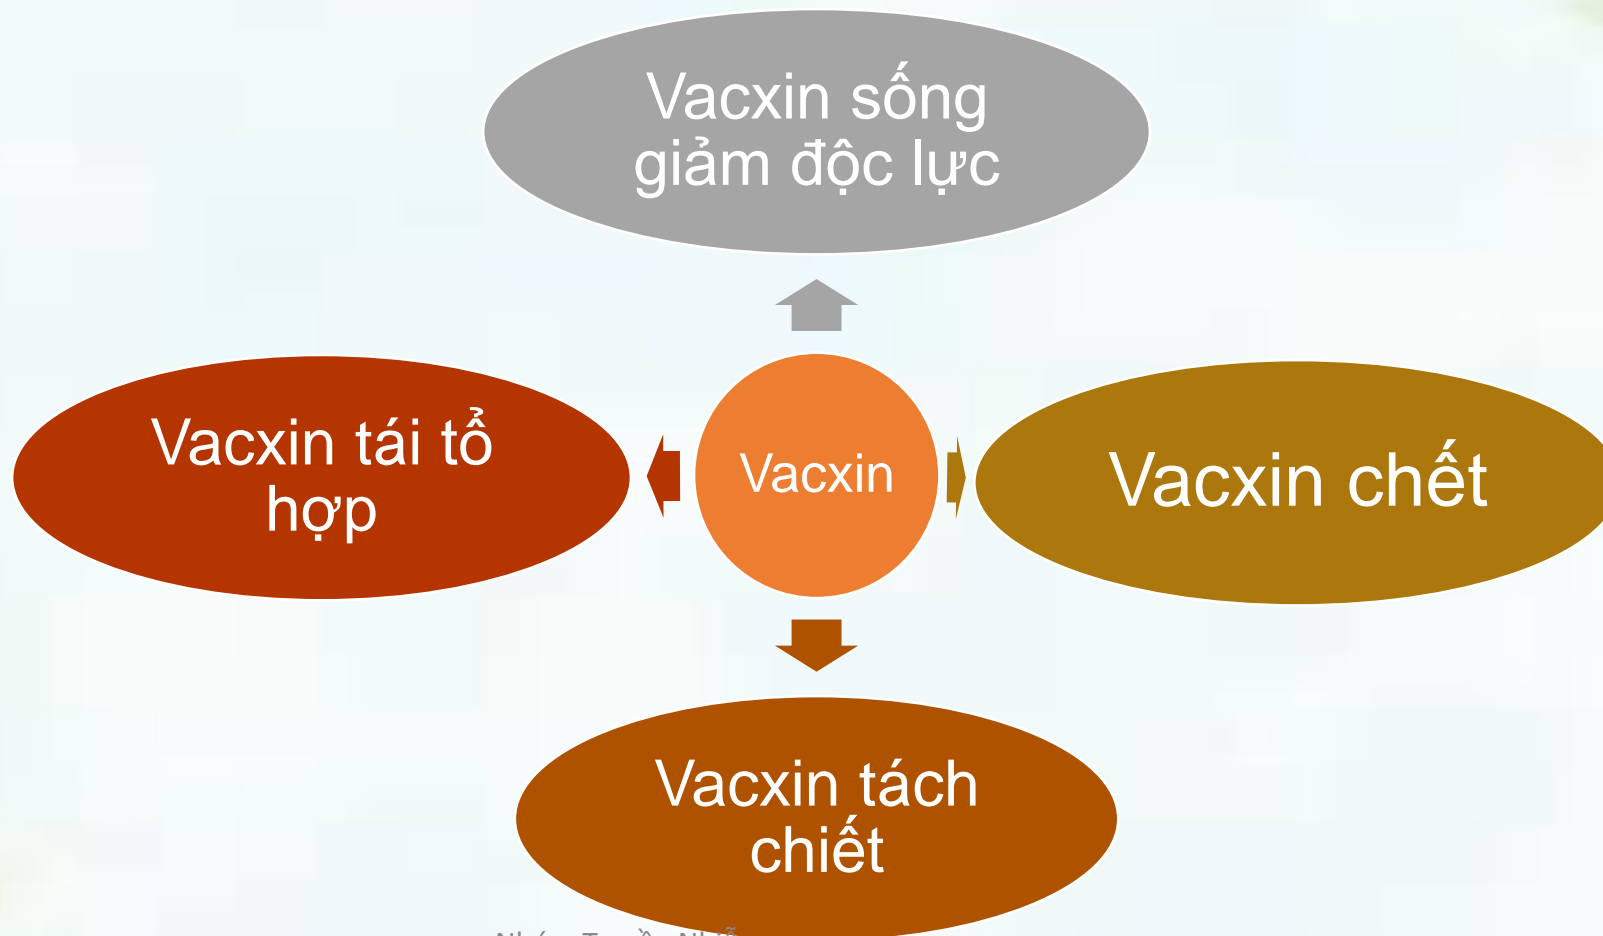 Vacxin sống
giảm độc lực
Vacxin tái tổ
hợp
Vacxin
Vacxin chết
Vacxin tách
chiết